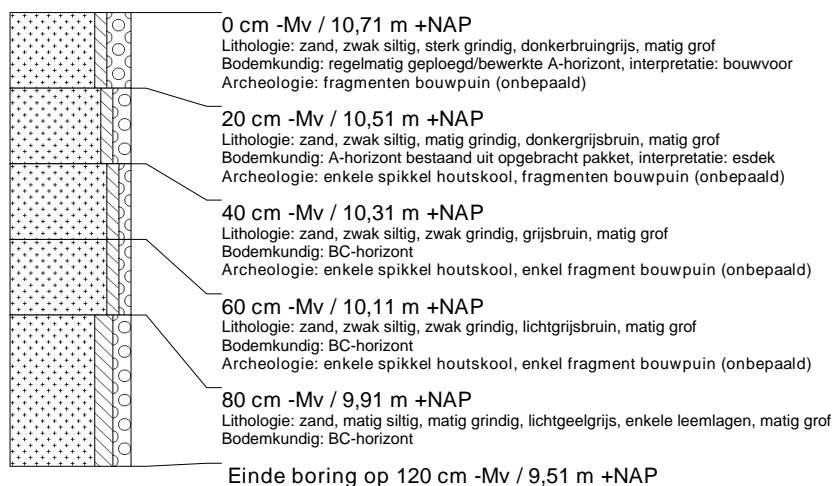 0 cm -Mv / 10,71 m +NAP
Lithologie: zand, zwak siltig, sterk grindig, donkerbruingrijs, matig grof
Bodemkundig: regelmatig geploegd/bewerkte A-horizont, interpretatie: bouwvoor
Archeologie: fragmenten bouwpuin (onbepaald)
20 cm -Mv / 10,51 m +NAP
Lithologie: zand, zwak siltig, matig grindig, donkergrijsbruin, matig grof
Bodemkundig: A-horizont bestaand uit opgebracht pakket, interpretatie: esdek
Archeologie: enkele spikkel houtskool, fragmenten bouwpuin (onbepaald)
40 cm -Mv / 10,31 m +NAP
Lithologie: zand, zwak siltig, zwak grindig, grijsbruin, matig grof
Bodemkundig: BC-horizont
Archeologie: enkele spikkel houtskool, enkel fragment bouwpuin (onbepaald)
60 cm -Mv / 10,11 m +NAP
Lithologie: zand, zwak siltig, zwak grindig, lichtgrijsbruin, matig grof
Bodemkundig: BC-horizont
Archeologie: enkele spikkel houtskool, enkel fragment bouwpuin (onbepaald)
80 cm -Mv / 9,91 m +NAP
Lithologie: zand, matig siltig, matig grindig, lichtgeelgrijs, enkele leemlagen, matig grof
Bodemkundig: BC-horizont
Einde boring op 120 cm -Mv / 9,51 m +NAP